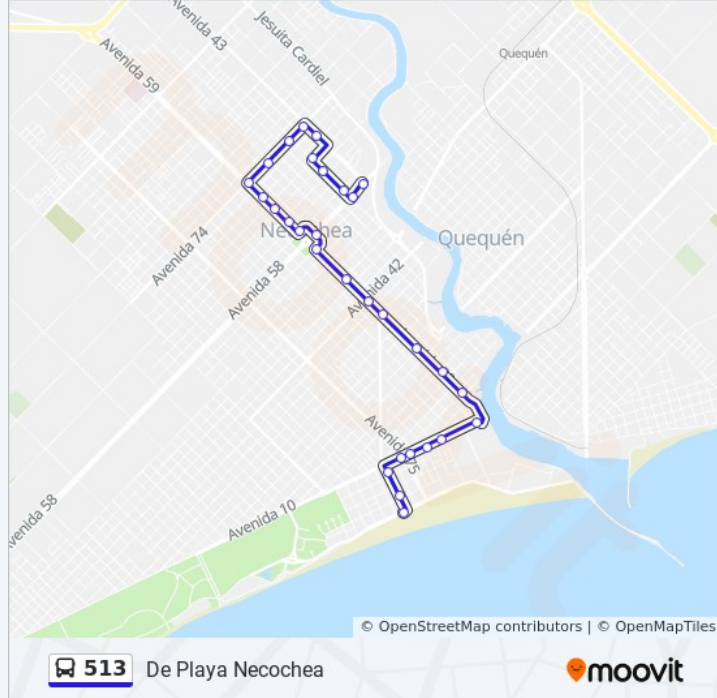 Avenida 43
Jesuita Cardiel
Avenida 59
Quequén
Avenida 74
Quequén
Avenida 58
Avenida 42
Avenida 75
Avenida 58
Avenida 10
© OpenStreetMap contributors | © OpenMapTiles
513 De Playa Necochea
moovit